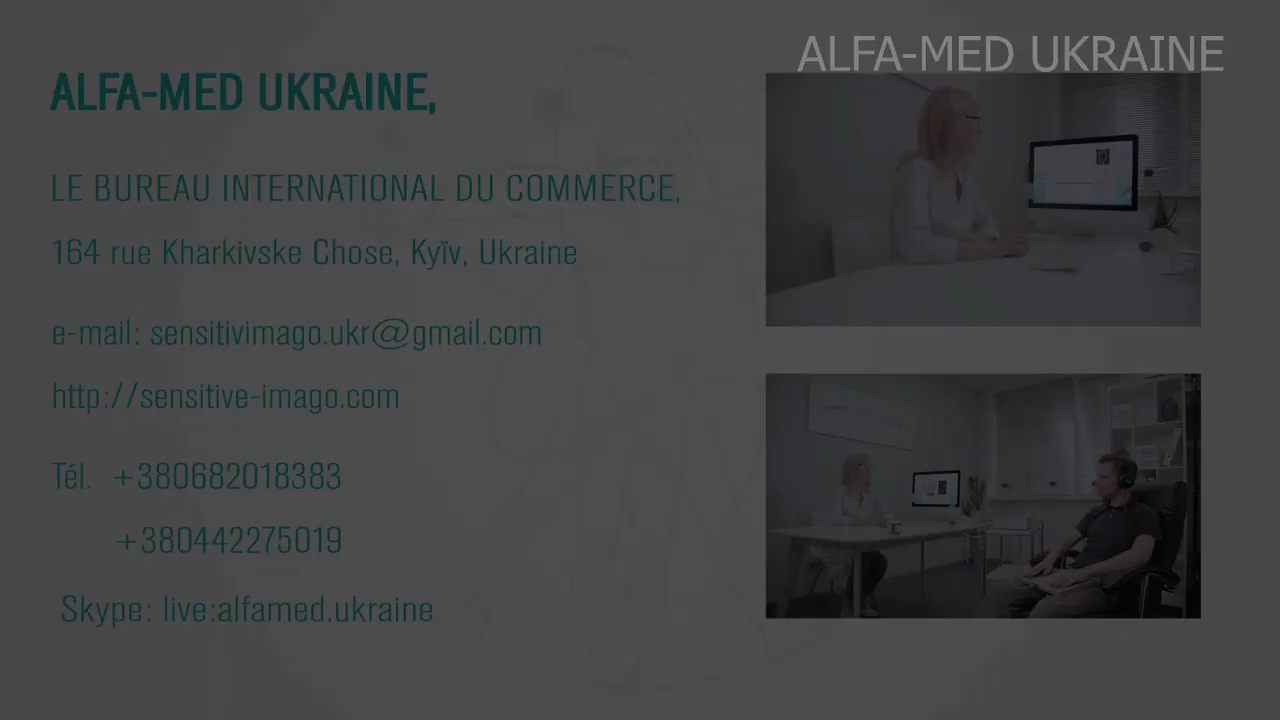 ALFA-MED UKRAINE
ALFA-MED UKRAINE,
LE BUREAU INTERNATIONAL DU COMMERCE,
164 rue Kharkivske Chose, Kyïv, Ukraine
e-mail: sensitivimago.ukr@gmail.com
http://sensitive-imago.com
Tél. +380682018383
+380442275019
Skype: live:alfamed.ukraine